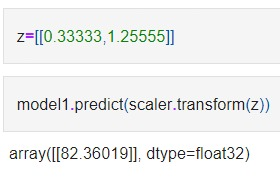 z=[[0.33333,1.25555]]
model1.predict(scaler.transform(z))
array([[82.36019]], dtype=float32)